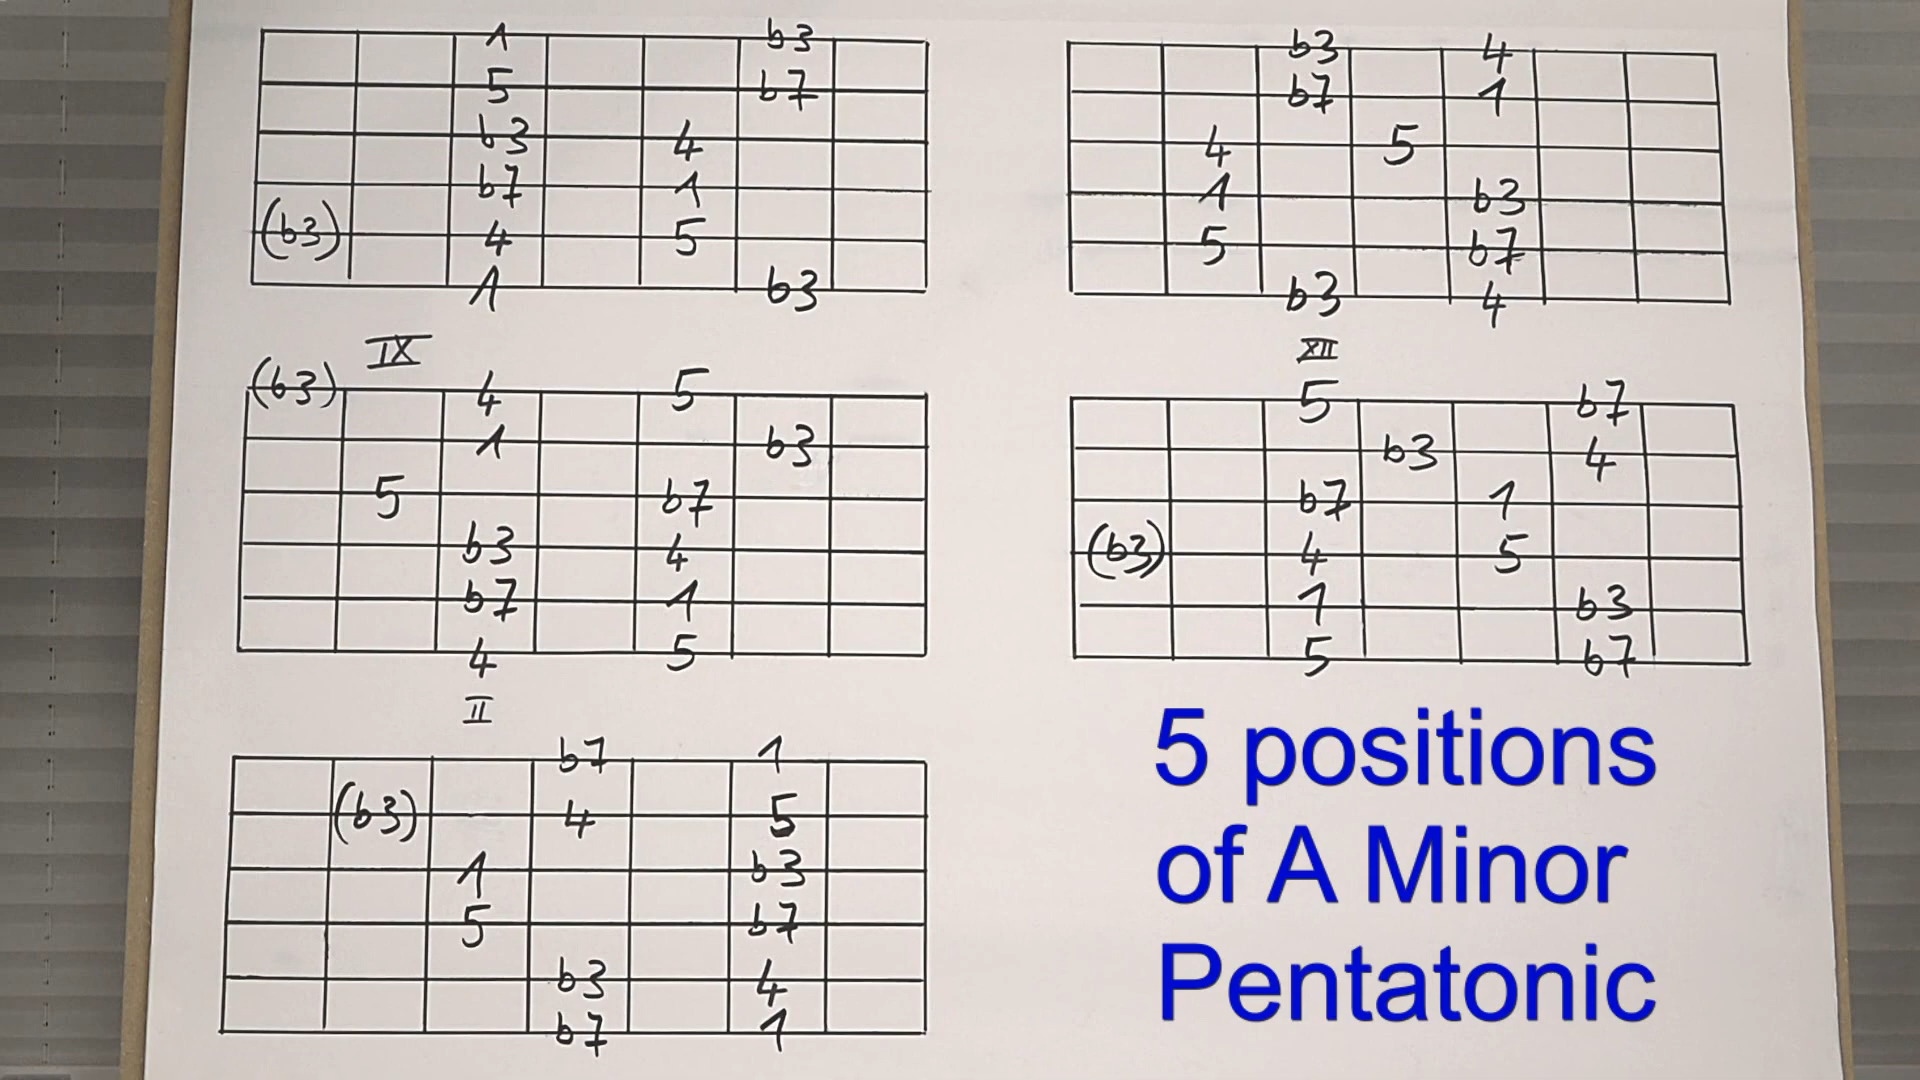 1 b3
5 b7
b3 4
b7 1
(b3) 4 5
1 b3
b3 4
b7 1
4 5
1 b3
5 b7
b3 4
IX
(b3) 4 5
1 b3
5 b7
b3 4
b7 1
4 5
XII
5 b7
b3 4
b7 1
(b3) 4 5
1 b3
5 b7
II
b7 1
(b3) 4 5
1 b3
5 b7
b3 4
b7 1
5 positions
of A Minor
Pentatonic